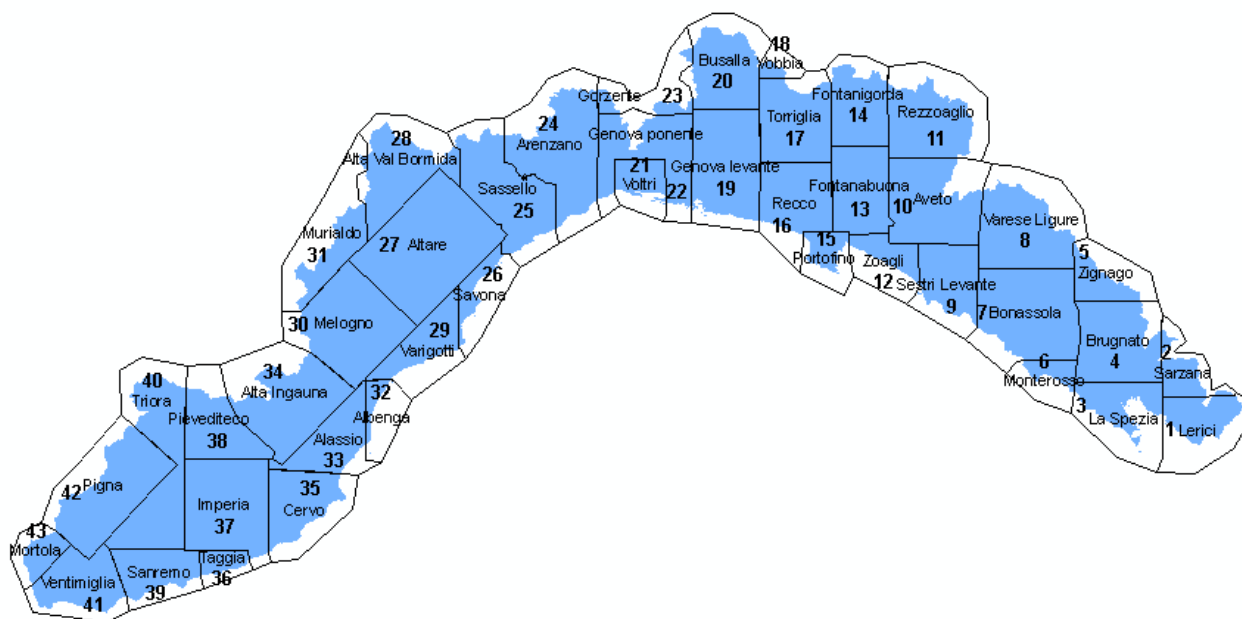 18
Vobbia
Busalla
20
23
Gorzente
Fontanigorda
14
Rezzoaglio
11
Torriglia
17
24
Arenzano
Genova ponente
28
Alta Val Bormida
21
Voltri
22
Genova levante
19
Sassello
25
Fontanabuona
13
10
Aveto
Recco
16
Varese Ligure
8
15
Portofino
Murialdo
31
27
Altare
5
Zignago
Zoagli
12
Sestri Levante
9
26
Savona
7
Bonassola
30
Melogno
29
Varigotti
Brugnato
4
2
Sarzana
6
Monterosso
34
Alta Ingauna
32
Albenga
40
Triora
3
La Spezia
1
Lerici
Pievediteco
38
Alassio
33
42
Pigna
35
Cervo
Imperia
37
43
Mortola
Taggia
36
Sanremo
39
Ventimiglia
41